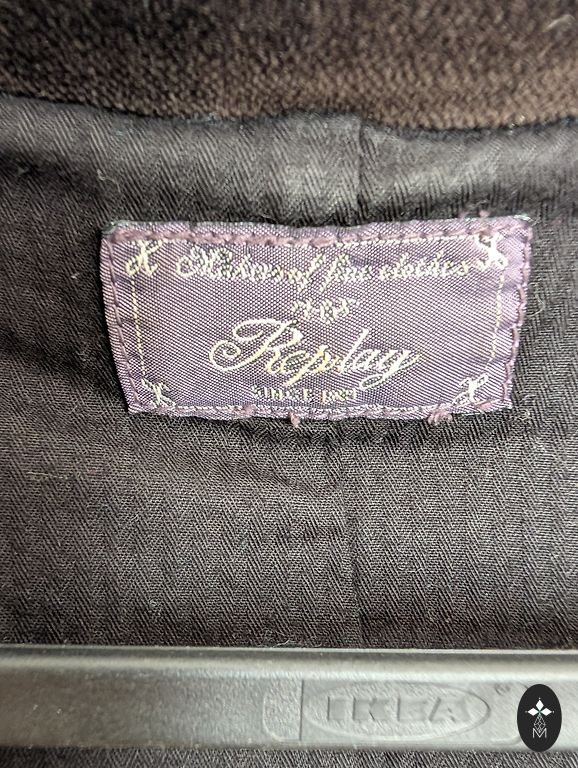 Makers of fine clothes
Replay
SINCE 1981
IKEA®
M